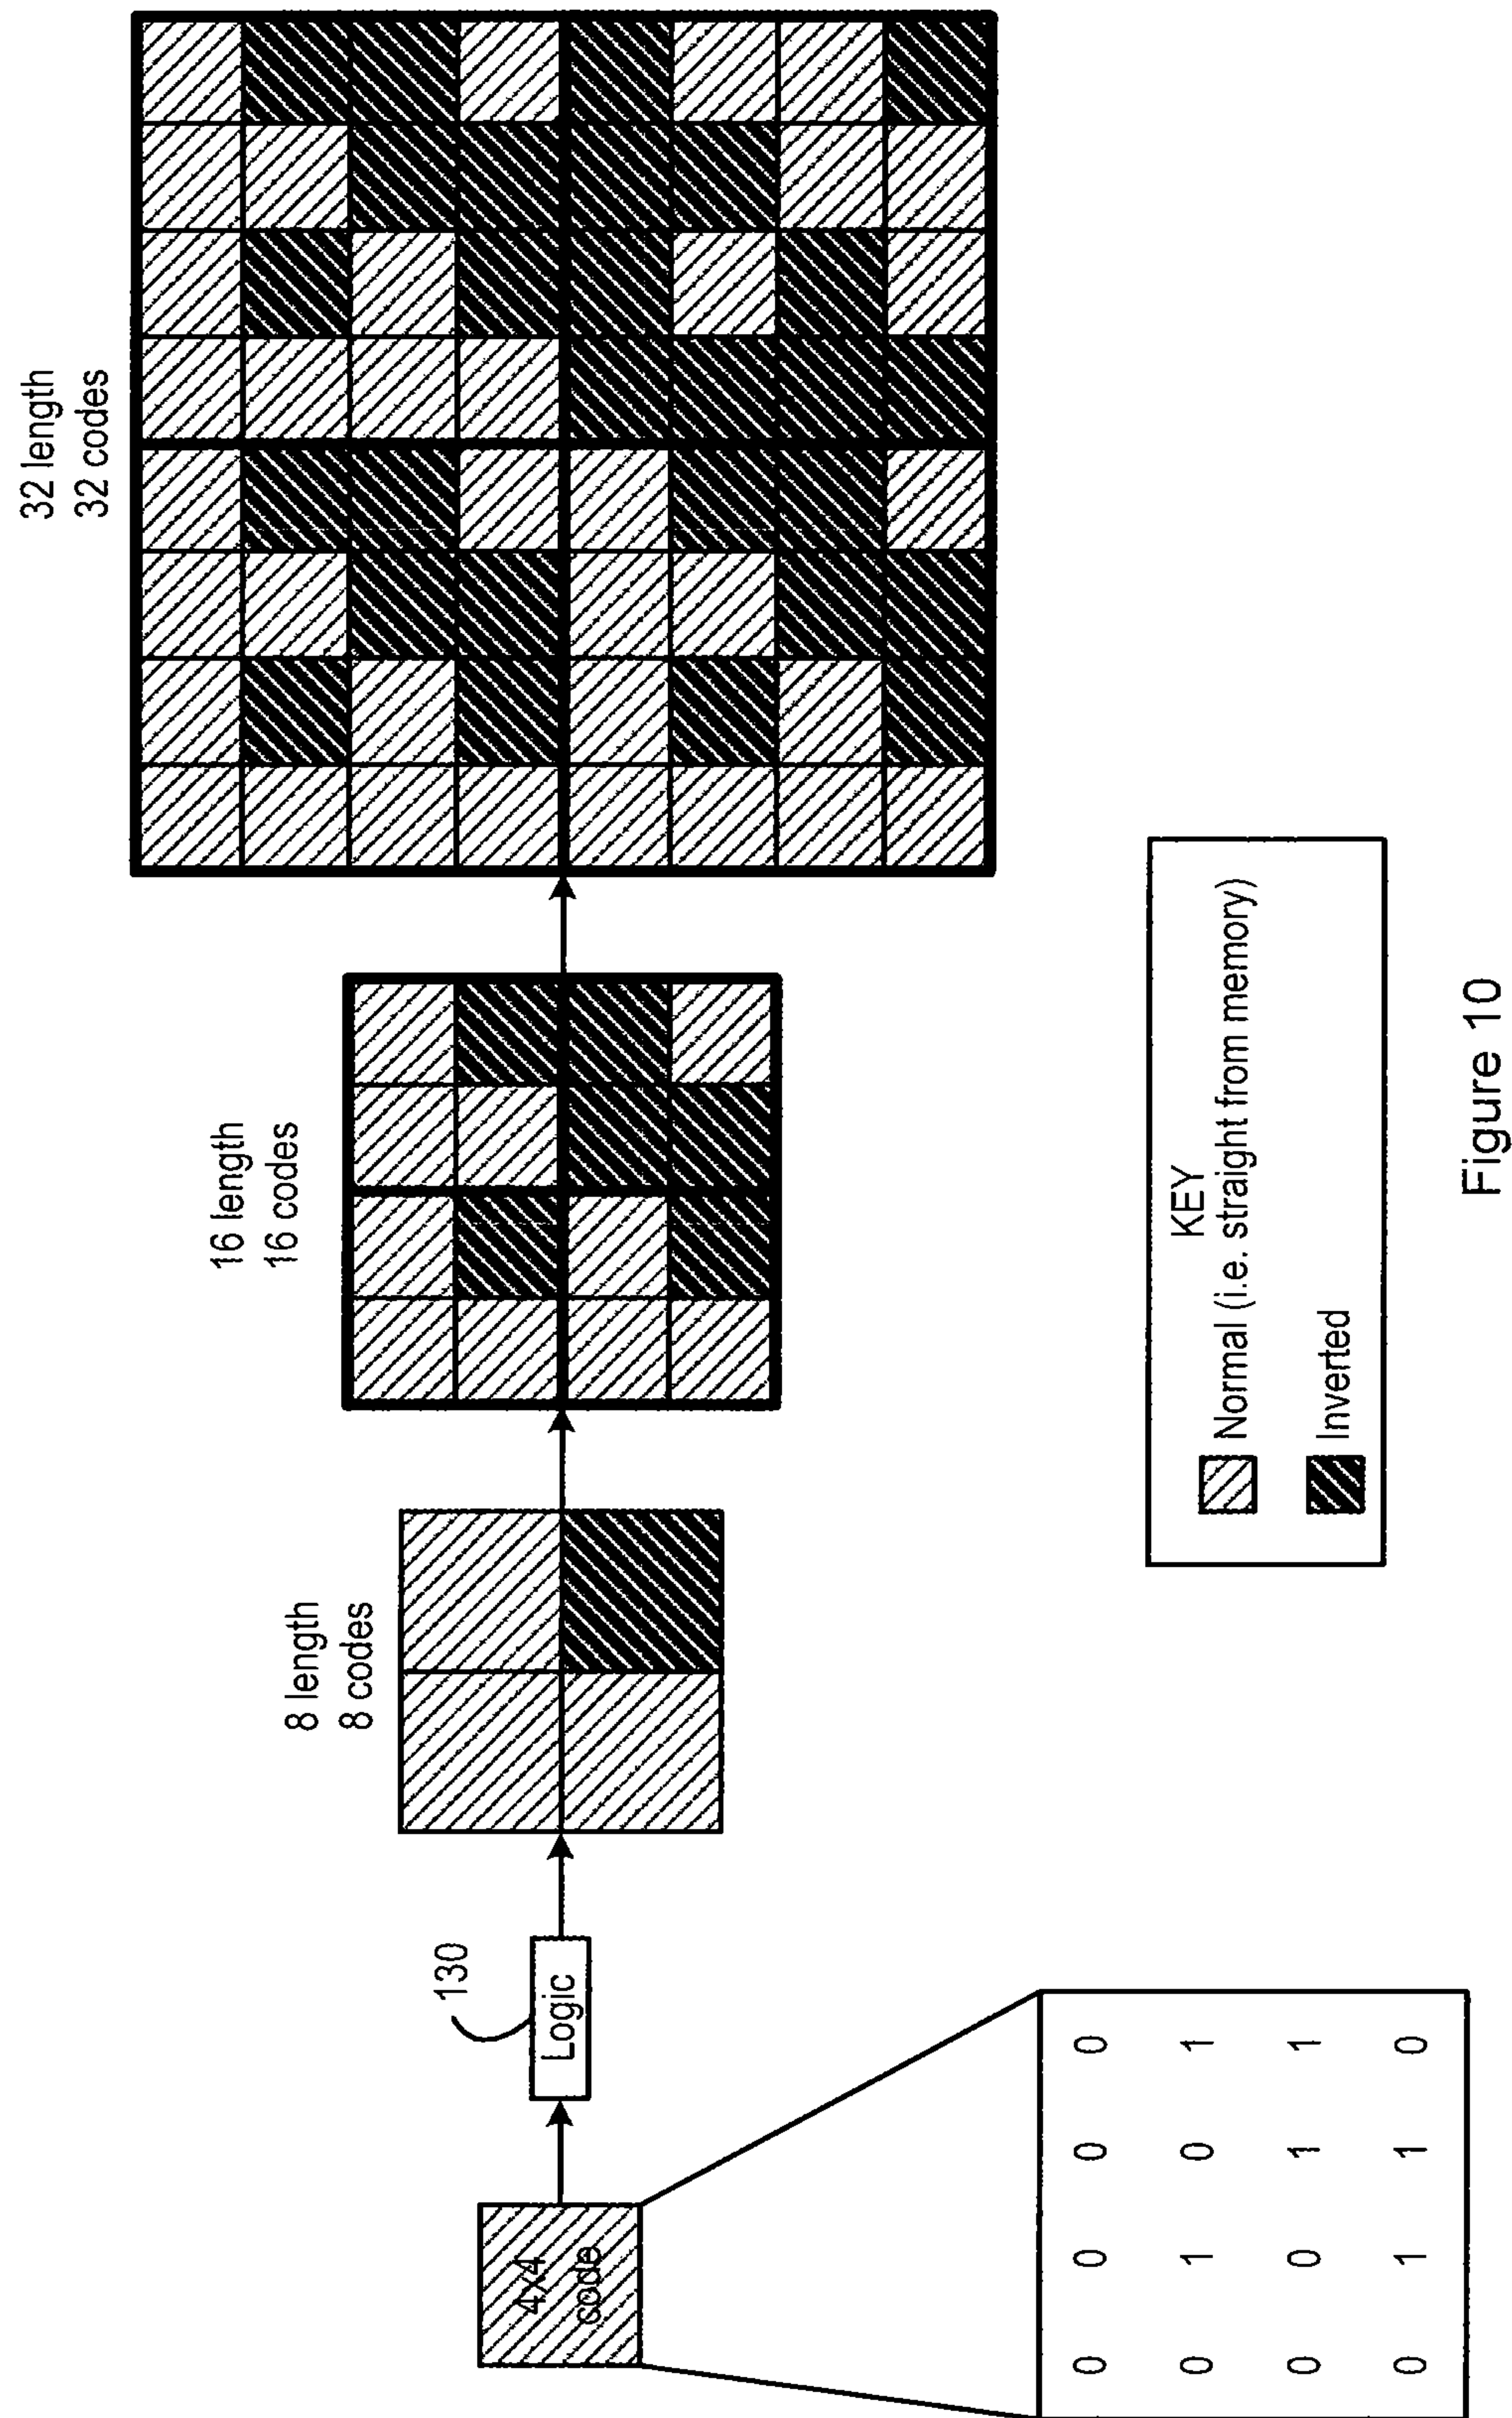 32 length
32 codes
16 length
16 codes
8 length
8 codes
130
4x4
code
Logic
0 0 0 0
0 1 0 1
0 0 1 1
0 1 1 0
KEY
Normal (i.e. straight from memory)
Inverted
Figure 10